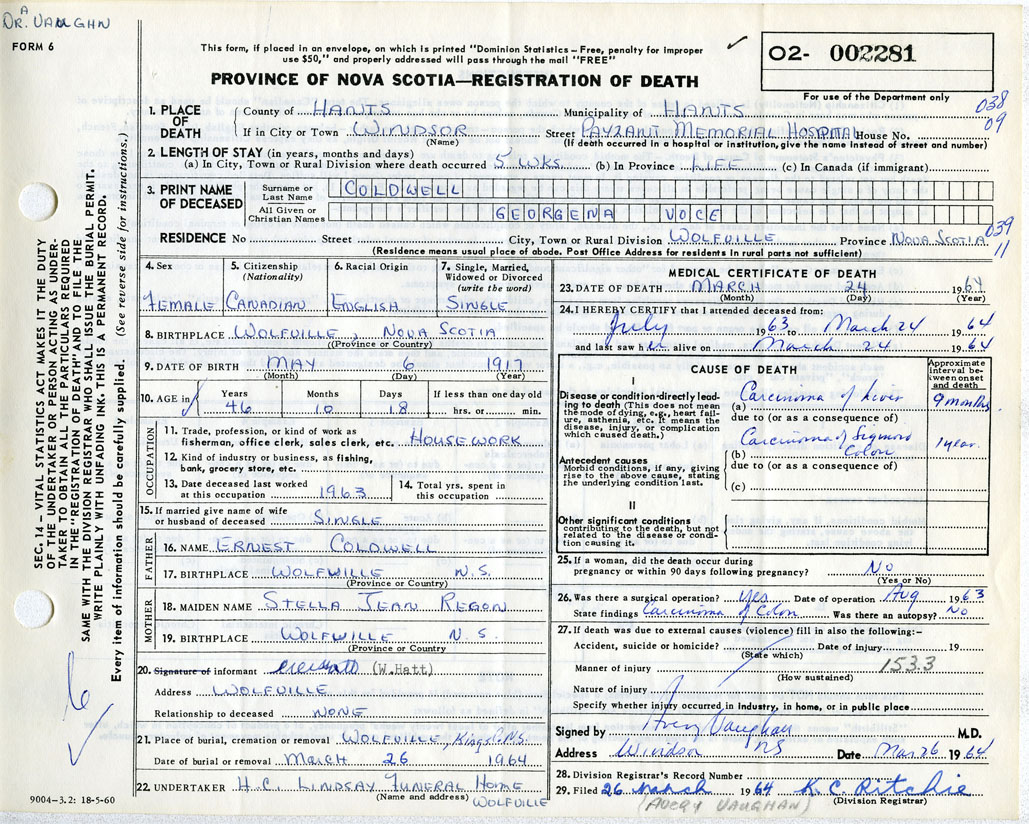 A
DR. VAUGHN
FORM 6
This form, if placed in an envelope, on which is printed "Dominion Statistics – Free, penalty for improper
use $50," and properly addressed will pass through the mail "FREE"
PROVINCE OF NOVA SCOTIA—REGISTRATION OF DEATH
O2- 002281
For use of the Department only
038
09
1. PLACE OF DEATH
County of HANTS Municipality of HANTS
If in City or Town WINDSOR Street PAYZANT MEMORIAL HOSPITAL House No.
(Name) (If death occurred in a hospital or institution, give the name instead of street and number)
2. LENGTH OF STAY (in years, months and days)
(a) In City, Town or Rural Division where death occurred 5 WKS. (b) In Province LIFE (c) In Canada (if immigrant)
3. PRINT NAME OF DECEASED
Surname or Last Name COLDWELL
All Given or Christian Names GEORGENA VOCE
RESIDENCE No Street City, Town or Rural Division WOLFVILLE Province NOVA SCOTIA
039
11
(Residence means usual place of abode. Post Office Address for residents in rural parts not sufficient)
4. Sex FEMALE
5. Citizenship (Nationality) CANADIAN
6. Racial Origin ENGLISH
7. Single, Married, Widowed or Divorced (write the word) SINGLE
8. BIRTHPLACE WOLFVILLE, NOVA SCOTIA
(Province or Country)
9. DATE OF BIRTH MAY 6 1917
(Month) (Day) (Year)
10. AGE in Years 46 Months 10 Days 18 If less than one day old hrs. or min.
OCCUPATION
11. Trade, profession, or kind of work as
fisherman, office clerk, sales clerk, etc. HOUSEWORK
12. Kind of industry or business, as fishing,
bank, grocery store, etc.
13. Date deceased last worked
at this occupation 1963
14. Total yrs. spent in
this occupation
15. If married give name of wife
or husband of deceased SINGLE
FATHER
16. NAME ERNEST COLDWELL
17. BIRTHPLACE WOLFVILLE N.S.
(Province or Country)
MOTHER
18. MAIDEN NAME STELLA JEAN REGON
19. BIRTHPLACE WOLFVILLE N.S.
(Province or Country)
20. Signature of informant (W. Hatt)
Address WOLFVILLE
Relationship to deceased NONE
21. Place of burial, cremation or removal WOLFVILLE, Kings Co. N.S.
Date of burial or removal MARCH 26 1964
22. UNDERTAKER H.C. LINDSAY FUNERAL HOME
(Name and address) WOLFVILLE
9004–3.2: 18-5-60
MEDICAL CERTIFICATE OF DEATH
23. DATE OF DEATH MARCH 24 1964
(Month) (Day) (Year)
24. I HEREBY CERTIFY that I attended deceased from:
July 1963 to March 24 1964
and last saw her alive on March 24 1964
CAUSE OF DEATH
Approximate interval between onset and death
I
Disease or condition directly leading to death (This does not mean the mode of dying, e.g., heart failure, asthenia, etc. It means the disease, injury, or complication which caused death.)
(a) Carcinoma of Liver 9 months
due to (or as a consequence of)
Carcinoma of Sigmoid
(b) Colon 1 year.
Antecedent causes
Morbid conditions, if any, giving rise to the above cause, stating the underlying condition last.
due to (or as a consequence of)
(c)
II
Other significant conditions
contributing to the death, but not related to the disease or condition causing it.
25. If a woman, did the death occur during
pregnancy or within 90 days following pregnancy? No
(Yes or No)
26. Was there a surgical operation? yes Date of operation Aug 1963
State findings Carcinoma of Colon Was there an autopsy? No
27. If death was due to external causes (violence) fill in also the following:-
Accident, suicide or homicide? Date of injury 19
(State which)
Manner of injury 153.3
(How sustained)
Nature of injury
Specify whether injury occurred in Industry, in home, or in public place
Signed by Avery Vaughan M.D.
Address Windsor NS Date Mar 26 1964
28. Division Registrar's Record Number
29. Filed 26 March 1964 K.C. Ritchie
(AVERY VAUGHAN) (Division Registrar)
SEC. 14 – VITAL STATISTICS ACT MAKES IT THE DUTY
OF THE UNDERTAKER OR PERSON ACTING AS UNDER-
TAKER TO OBTAIN ALL THE PARTICULARS REQUIRED
IN THE "REGISTRATION OF DEATH" AND TO FILE THE
SAME WITH THE DIVISION REGISTRAR WHO SHALL ISSUE THE BURIAL PERMIT.
WRITE PLAINLY WITH UNFADING INK. THIS IS A PERMANENT RECORD.
Every item of information should be carefully supplied. (See reverse side for instructions.)